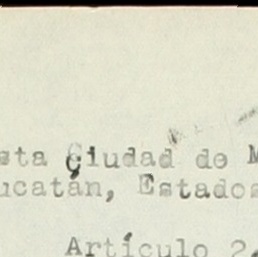 sta Ciudad de M
ucatán, Estados
Artículo 2